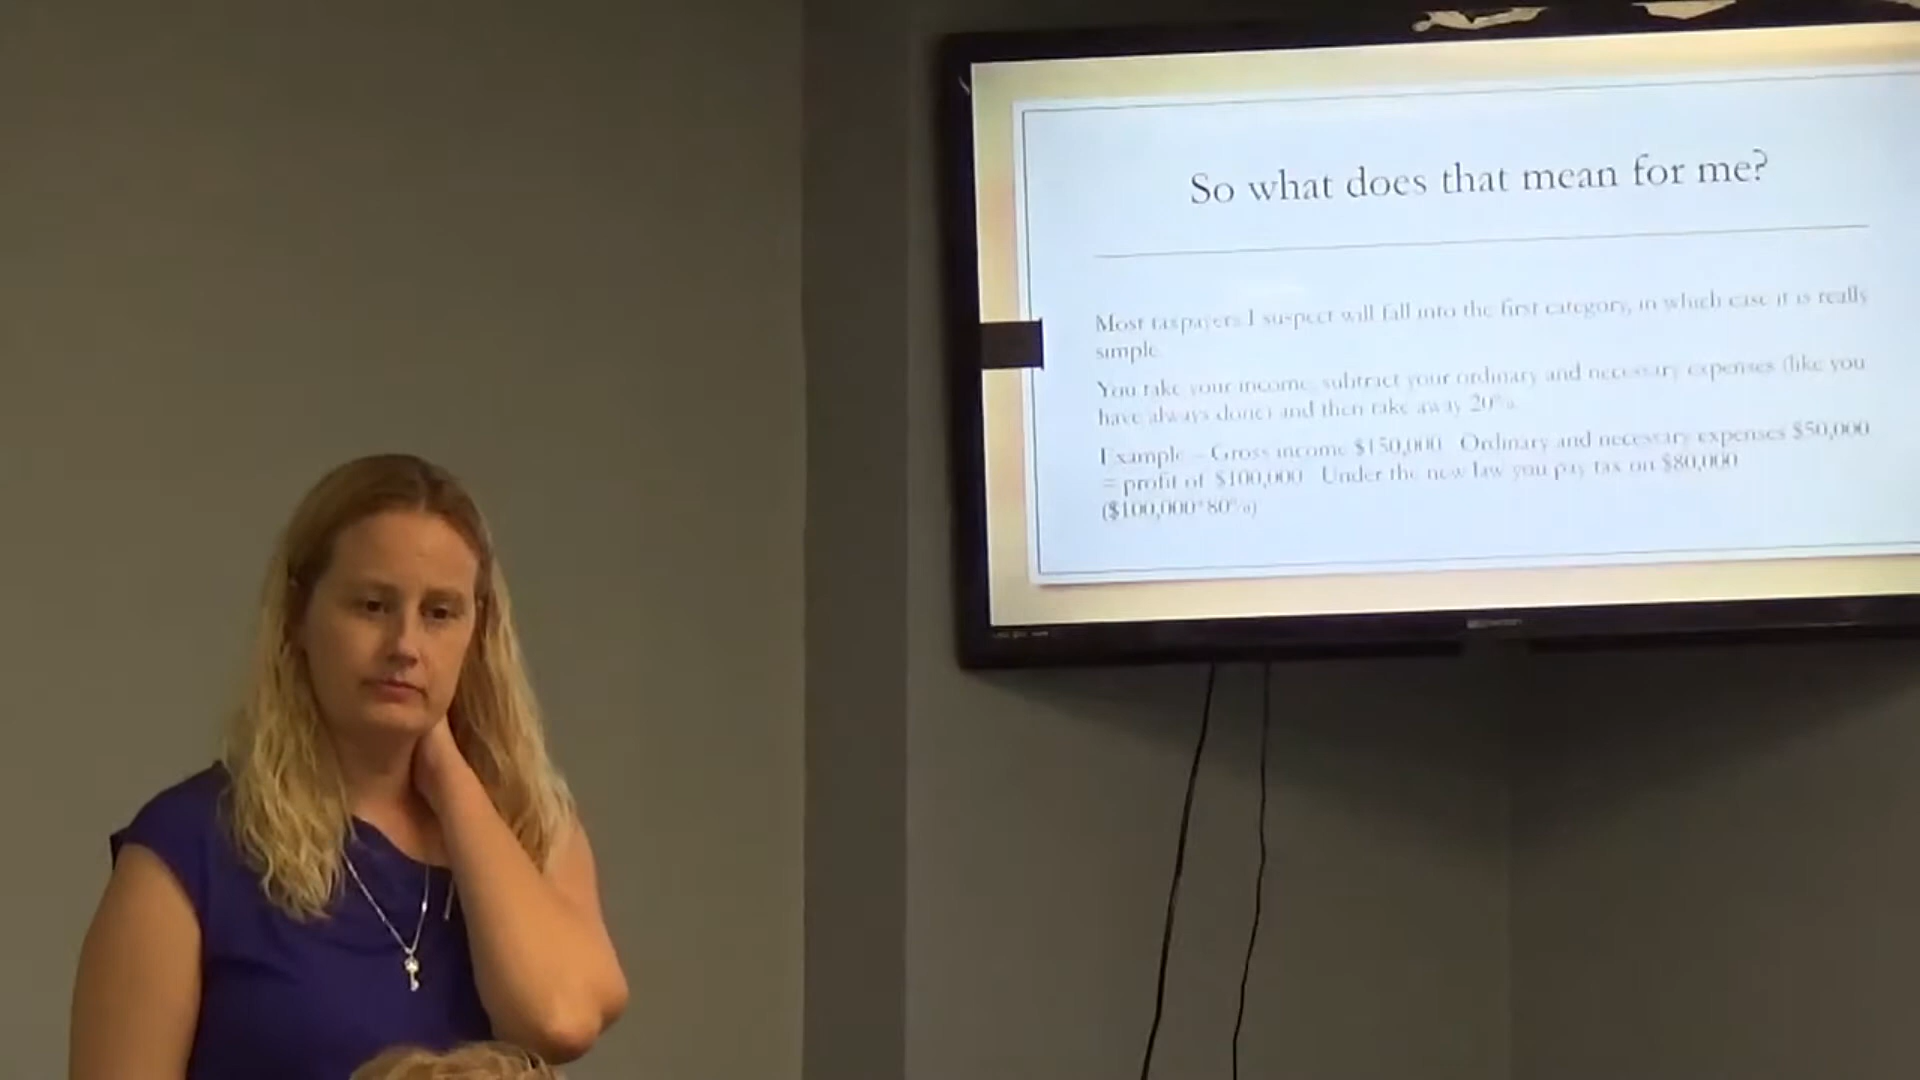 So what does that mean for me?
Most taxpayers I suspect will fall into the first category, in which case it is really
simple.
You take your income, subtract your ordinary and necessary expenses (like you
have always done) and then take away 20%.
Example – Gross income $150,000 Ordinary and necessary expenses $50,000
= profit of $100,000 Under the new law you pay tax on $80,000
($100,000*80%)